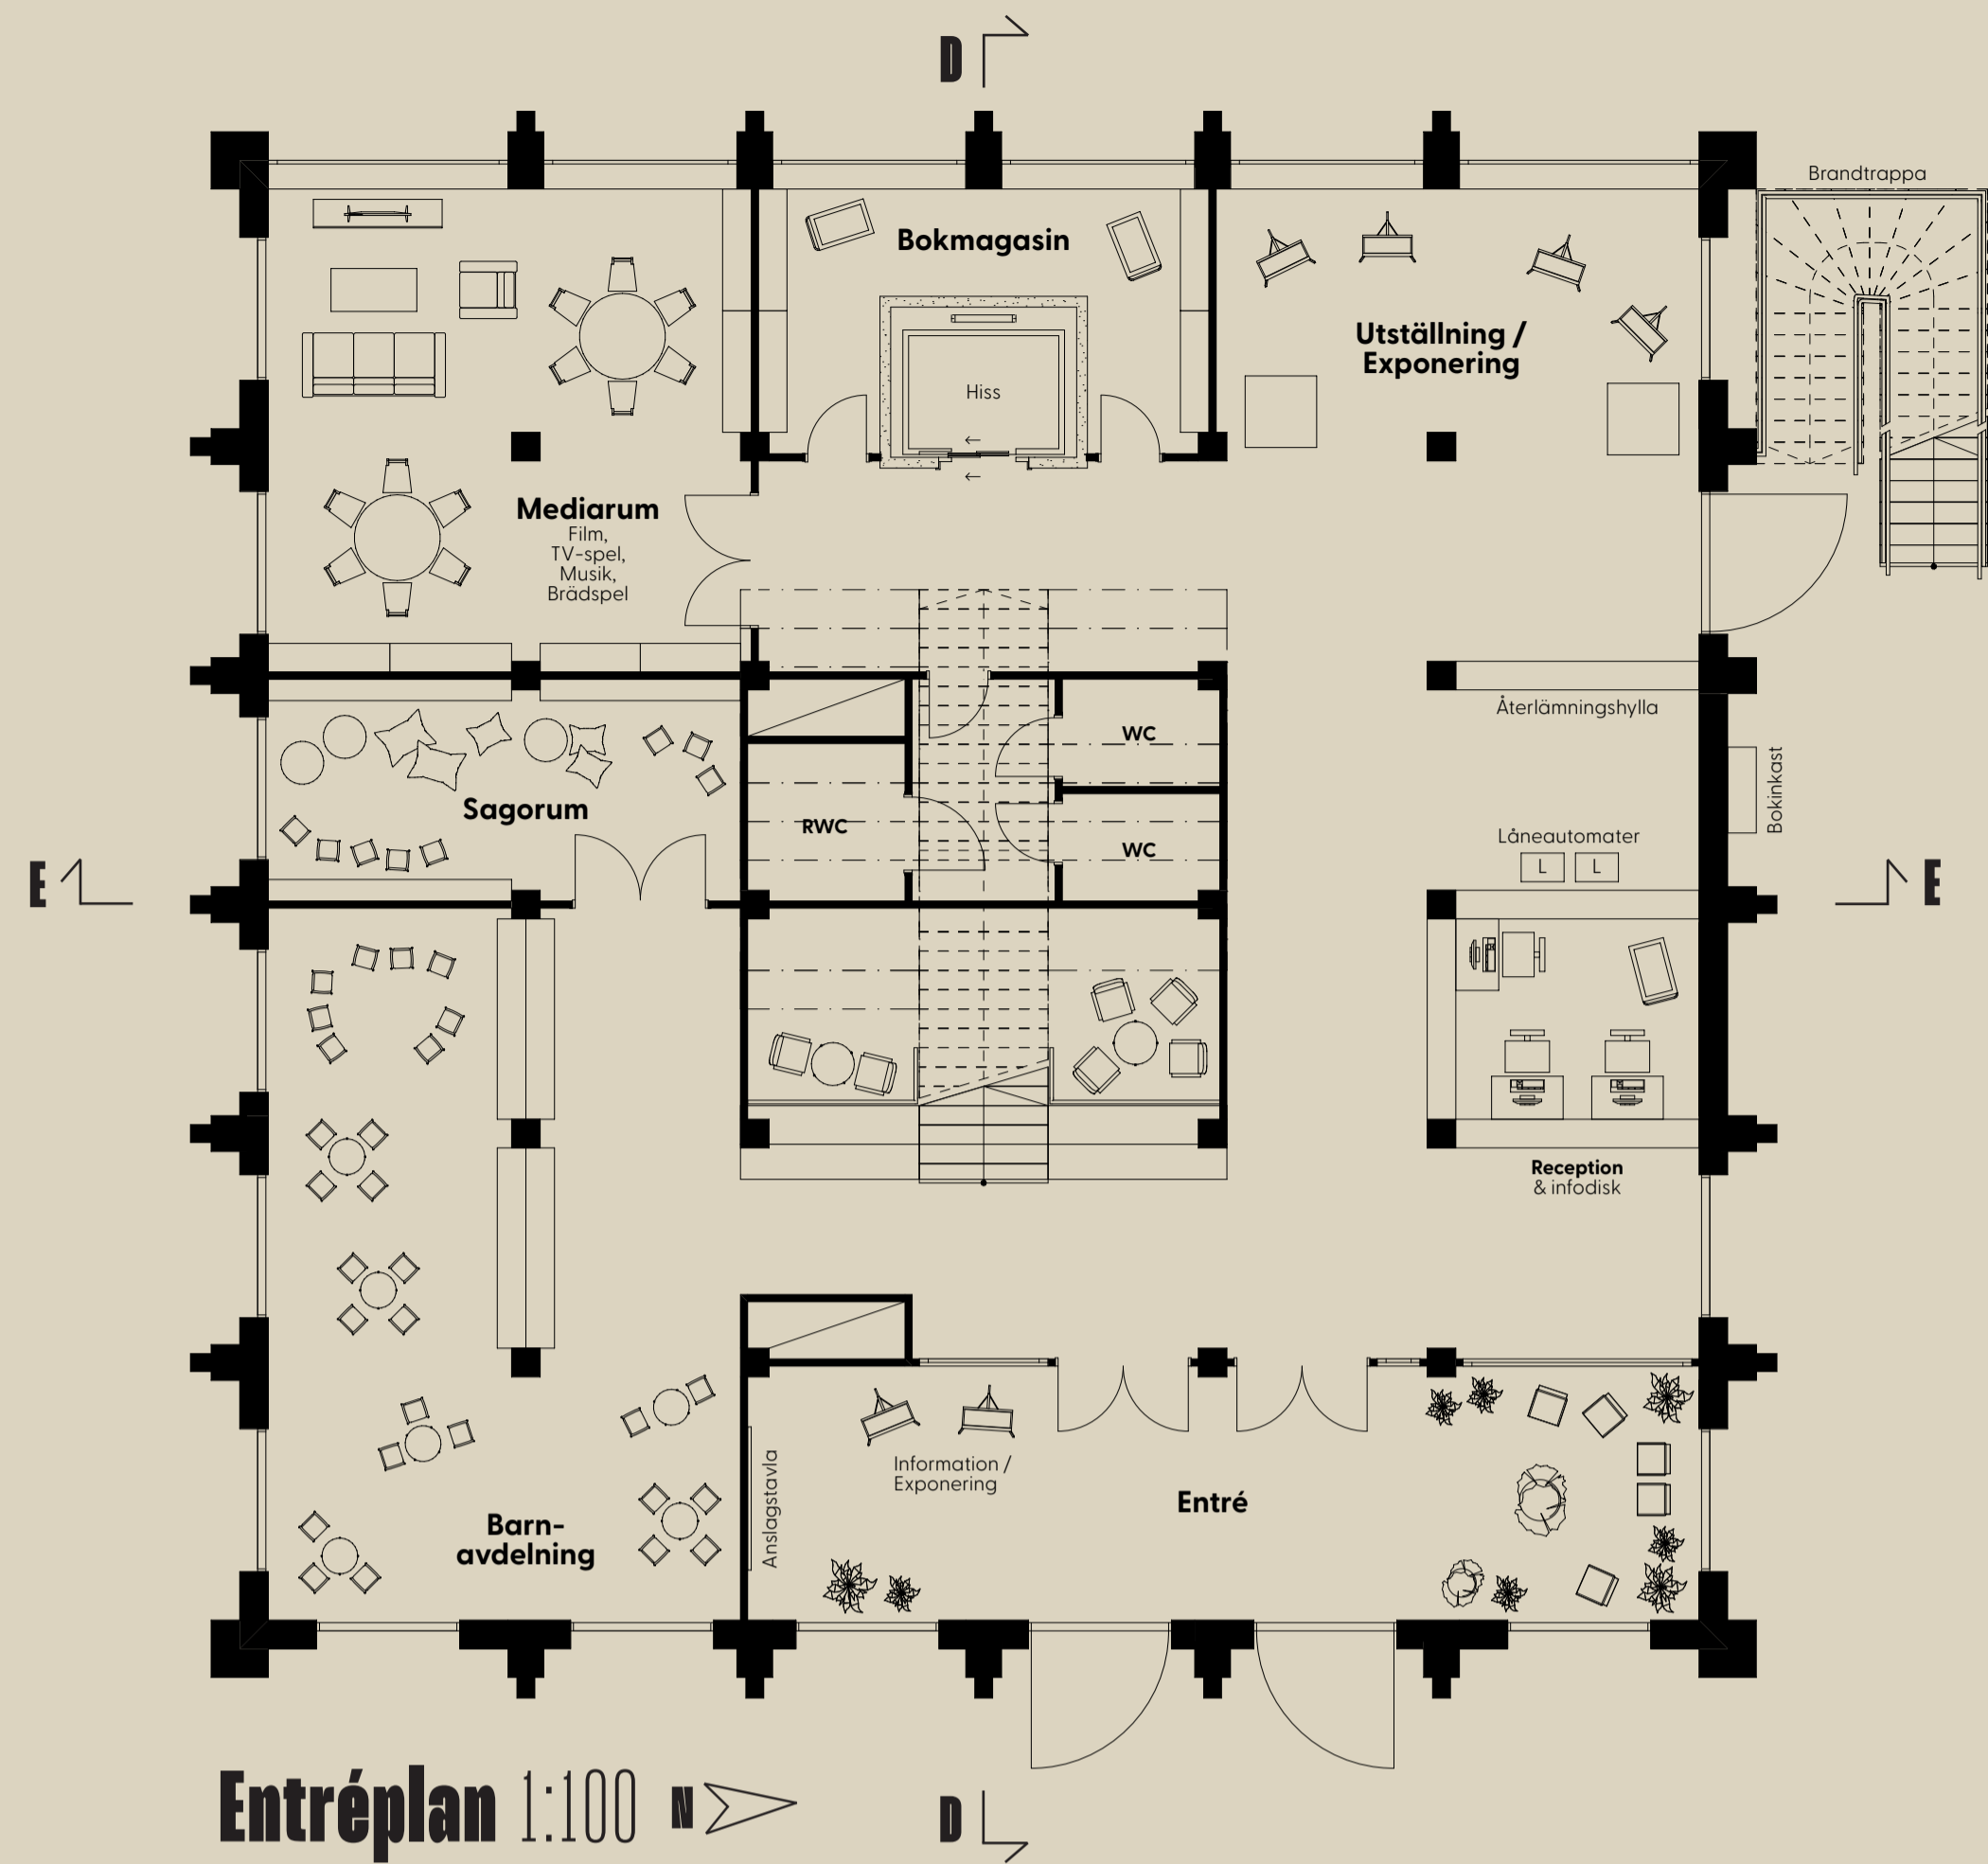 D
Brandtrappa
Bokmagasin
Utställning /
Exponering
Hiss
Mediarum
Film,
TV-spel,
Musik,
Brädspel
Återlämningshylla
WC
Bokinkast
Sagorum
RWC
Låneautomater
WC
L L
E
E
Reception
& infodisk
Anslagstavla
Information /
Exponering
Entré
Barn-
avdelning
Entréplan 1:100 N
D